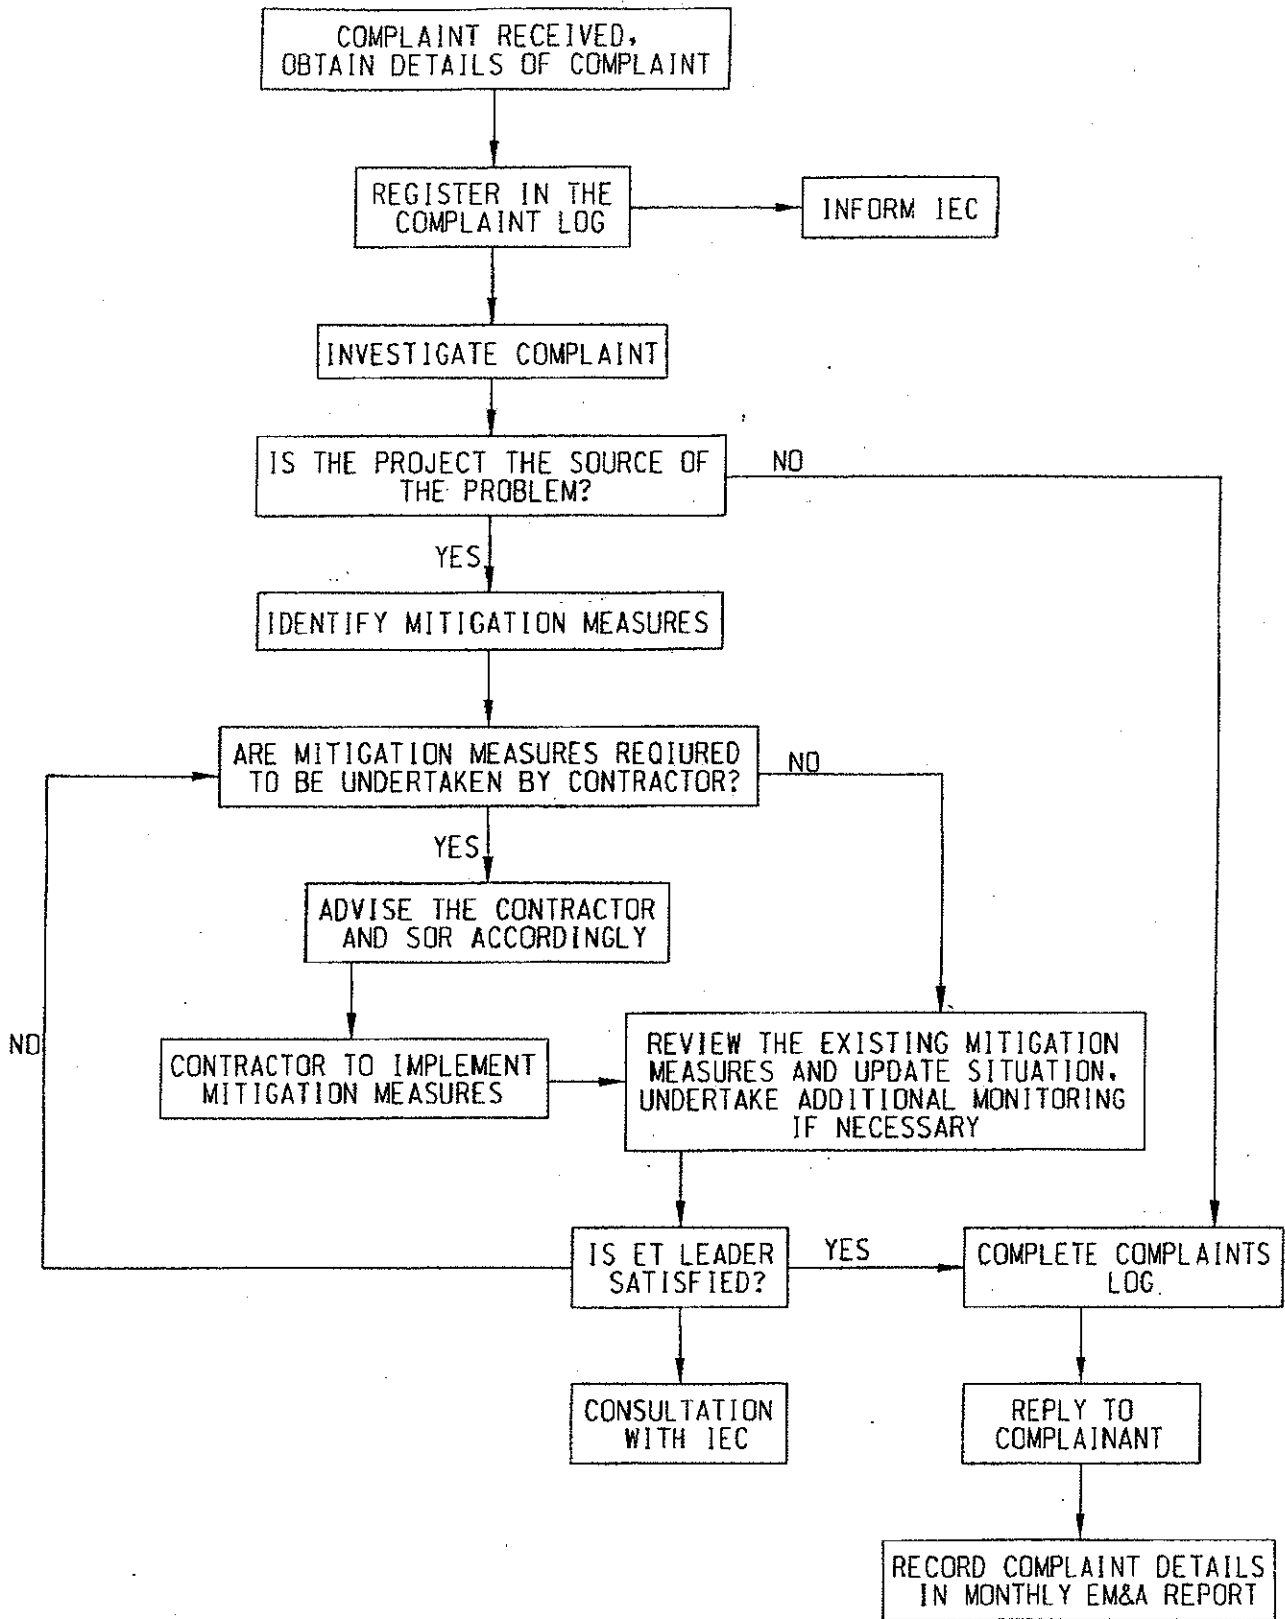 COMPLAINT RECEIVED,
OBTAIN DETAILS OF COMPLAINT
REGISTER IN THE
COMPLAINT LOG
INFORM IEC
INVESTIGATE COMPLAINT
IS THE PROJECT THE SOURCE OF
THE PROBLEM?
NO
YES
IDENTIFY MITIGATION MEASURES
ARE MITIGATION MEASURES REQIURED
TO BE UNDERTAKEN BY CONTRACTOR?
NO
YES
ADVISE THE CONTRACTOR
AND SOR ACCORDINGLY
NO
CONTRACTOR TO IMPLEMENT
MITIGATION MEASURES
REVIEW THE EXISTING MITIGATION
MEASURES AND UPDATE SITUATION,
UNDERTAKE ADDITIONAL MONITORING
IF NECESSARY
IS ET LEADER
SATISFIED?
YES
COMPLETE COMPLAINTS
LOG
CONSULTATION
WITH IEC
REPLY TO
COMPLAINANT
RECORD COMPLAINT DETAILS
IN MONTHLY EM&A REPORT